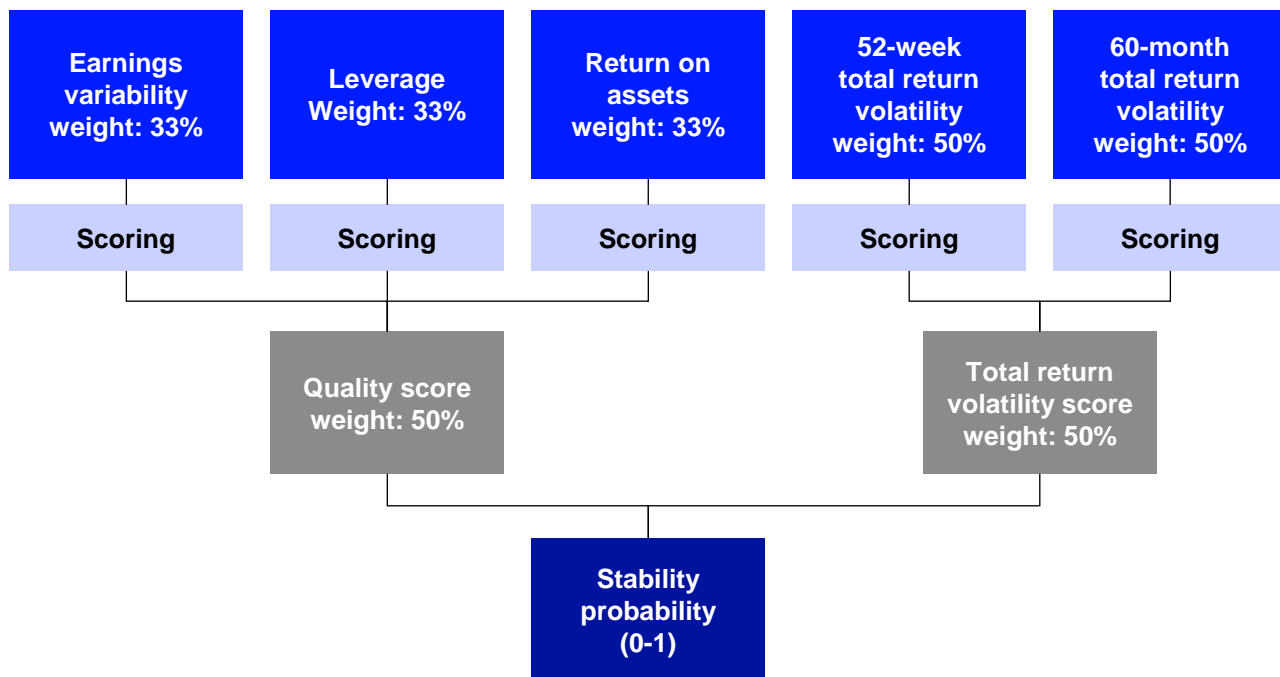 Earnings
variability
weight: 33%
Leverage
Weight: 33%
Return on
assets
weight: 33%
52-week
total return
volatility
weight: 50%
60-month
total return
volatility
weight: 50%
Scoring
Scoring
Scoring
Scoring
Scoring
Quality score
weight: 50%
Total return
volatility score
weight: 50%
Stability
probability
(0-1)